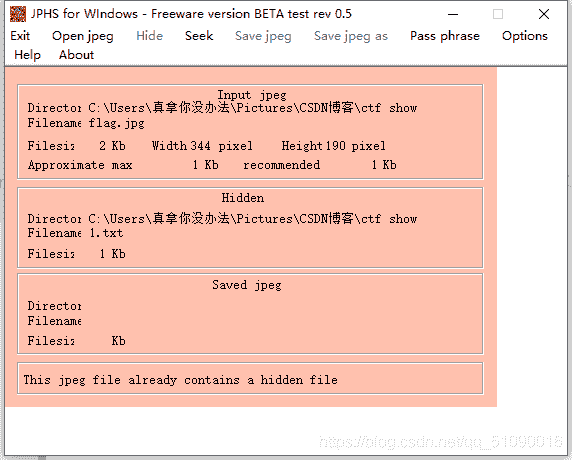 JPHS for WIndows - Freeware version BETA test rev 0.5
Exit Open jpeg Hide Seek Save jpeg Save jpeg as Pass phrase Options
Help About
Input jpeg
Director C:\Users\真拿你没办法\Pictures\CSDN博客\ctf show
Filename flag.jpg
Filesiz 2 Kb Width 344 pixel Height 190 pixel
Approximate max 1 Kb recommended 1 Kb
Hidden
Director C:\Users\真拿你没办法\Pictures\CSDN博客\ctf show
Filename 1.txt
Filesiz 1 Kb
Saved jpeg
Director
Filename
Filesiz Kb
This jpeg file already contains a hidden file
https://blog.csdn.net/qq_51090016